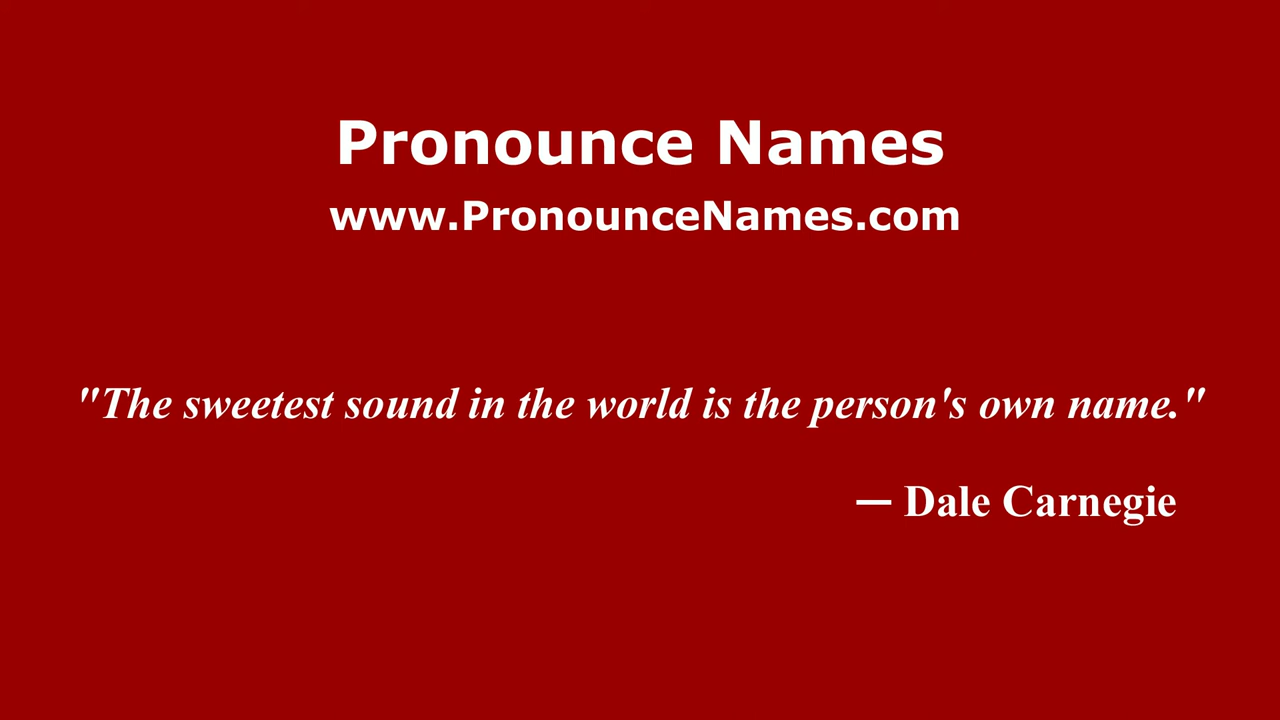 Pronounce Names
www.PronounceNames.com
"The sweetest sound in the world is the person's own name."
— Dale Carnegie